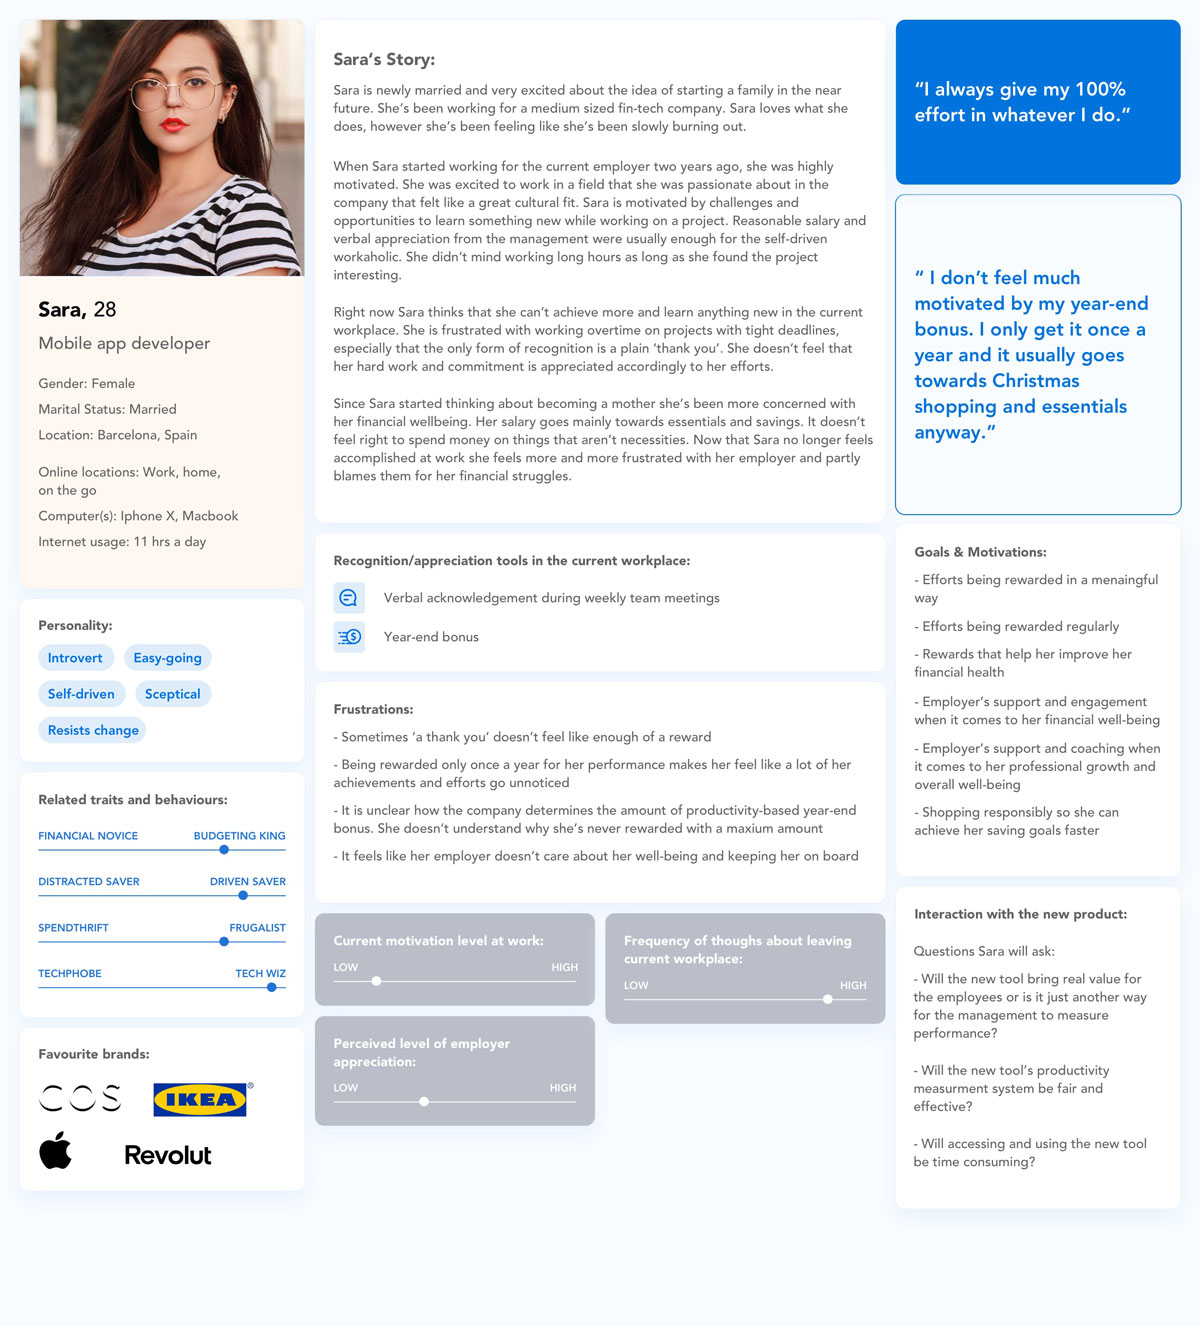 Sara, 28
Mobile app developer
Gender: Female
Marital Status: Married
Location: Barcelona, Spain
Online locations: Work, home,
on the go
Computer(s): Iphone X, Macbook
Internet usage: 11 hrs a day
Personality:
Introvert
Easy-going
Self-driven
Sceptical
Resists change
Related traits and behaviours:
FINANCIAL NOVICE
BUDGETING KING
DISTRACTED SAVER
DRIVEN SAVER
SPENDTHRIFT
FRUGALIST
TECHPHOBE
TECH WIZ
Favourite brands:
COS
IKEA®
Revolut
Sara’s Story:
Sara is newly married and very excited about the idea of starting a family in the near
future. She’s been working for a medium sized fin-tech company. Sara loves what she
does, however she’s been feeling like she’s been slowly burning out.
When Sara started working for the current employer two years ago, she was highly
motivated. She was excited to work in a field that she was passionate about in the
company that felt like a great cultural fit. Sara is motivated by challenges and
opportunities to learn something new while working on a project. Reasonable salary and
verbal appreciation from the management were usually enough for the self-driven
workaholic. She didn’t mind working long hours as long as she found the project
interesting.
Right now Sara thinks that she can’t achieve more and learn anything new in the current
workplace. She is frustrated with working overtime on projects with tight deadlines,
especially that the only form of recognition is a plain ‘thank you’. She doesn’t feel that
her hard work and commitment is appreciated accordingly to her efforts.
Since Sara started thinking about becoming a mother she’s been more concerned with
her financial wellbeing. Her salary goes mainly towards essentials and savings. It doesn’t
feel right to spend money on things that aren’t necessities. Now that Sara no longer feels
accomplished at work she feels more and more frustrated with her employer and partly
blames them for her financial struggles.
Recognition/appreciation tools in the current workplace:
Verbal acknowledgement during weekly team meetings
Year-end bonus
Frustrations:
- Sometimes ‘a thank you’ doesn’t feel like enough of a reward
- Being rewarded only once a year for her performance makes her feel like a lot of her
achievements and efforts go unnoticed
- It is unclear how the company determines the amount of productivity-based year-end
bonus. She doesn’t understand why she’s never rewarded with a maxium amount
- It feels like her employer doesn’t care about her well-being and keeping her on board
Current motivation level at work:
LOW
HIGH
Frequency of thoughs about leaving
current workplace:
LOW
HIGH
Perceived level of employer
appreciation:
LOW
HIGH
“I always give my 100%
effort in whatever I do.”
“ I don’t feel much
motivated by my year-end
bonus. I only get it once a
year and it usually goes
towards Christmas
shopping and essentials
anyway.”
Goals & Motivations:
- Efforts being rewarded in a menaingful
way
- Efforts being rewarded regularly
- Rewards that help her improve her
financial health
- Employer’s support and engagement
when it comes to her financial well-being
- Employer’s support and coaching when
it comes to her professional growth and
overall well-being
- Shopping responsibly so she can
achieve her saving goals faster
Interaction with the new product:
Questions Sara will ask:
- Will the new tool bring real value for
the employees or is it just another way
for the management to measure
performance?
- Will the new tool’s productivity
measurment system be fair and
effective?
- Will accessing and using the new tool
be time consuming?